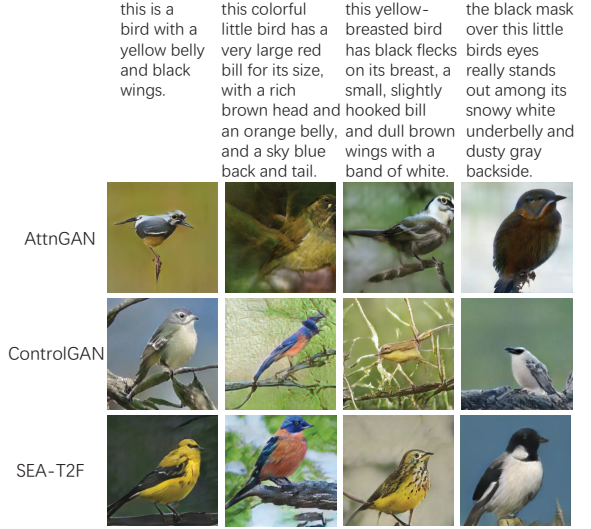 this is a
bird with a
yellow belly
and black
wings.
this colorful
little bird has a
very large red
bill for its size,
with a rich
brown head and
an orange belly,
and a sky blue
back and tail.
this yellow-
breasted bird
has black flecks
on its breast, a
small, slightly
hooked bill
and dull brown
wings with a
band of white.
the black mask
over this little
birds eyes
really stands
out among its
snowy white
underbelly and
dusty gray
backside.
AttnGAN
ControlGAN
SEA-T2F